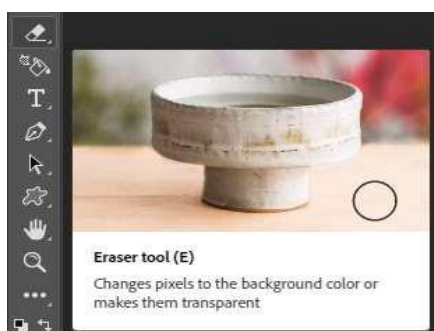 T
Eraser tool (E)
Changes pixels to the background color or
makes them transparent